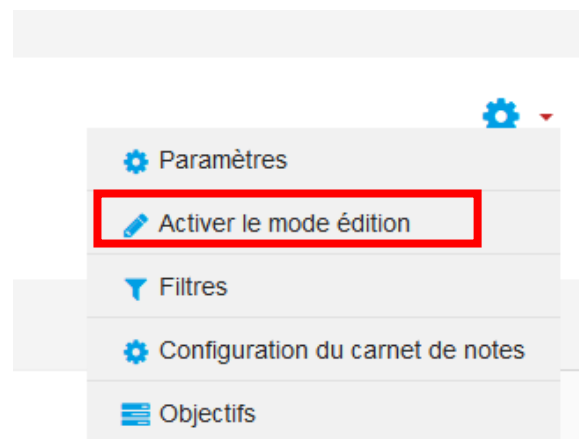 Paramètres
Activer le mode édition
Filtres
Configuration du carnet de notes
Objectifs